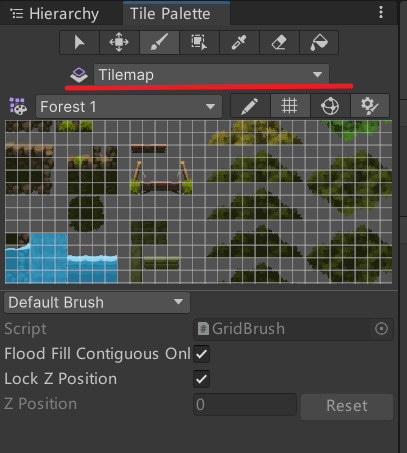 Hierarchy Tile Palette
Tilemap
Forest 1
Default Brush
Script GridBrush
Flood Fill Contiguous Onl
Lock Z Position
Z Position 0 Reset